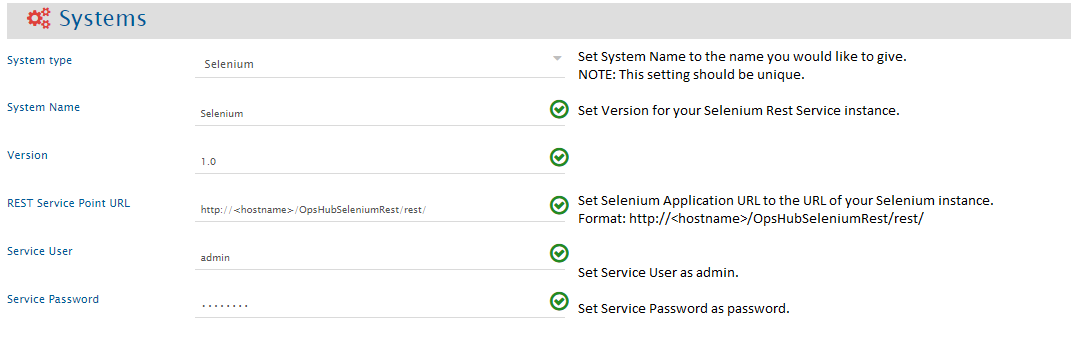 Systems
System type
Selenium
Set System Name to the name you would like to give.
NOTE: This setting should be unique.
System Name
Selenium
Set Version for your Selenium Rest Service instance.
Version
1.0
REST Service Point URL
http://<hostname>/OpsHubSeleniumRest/rest/
Set Selenium Application URL to the URL of your Selenium instance.
Format: http://<hostname>/OpsHubSeleniumRest/rest/
Service User
admin
Set Service User as admin.
Service Password
........
Set Service Password as password.